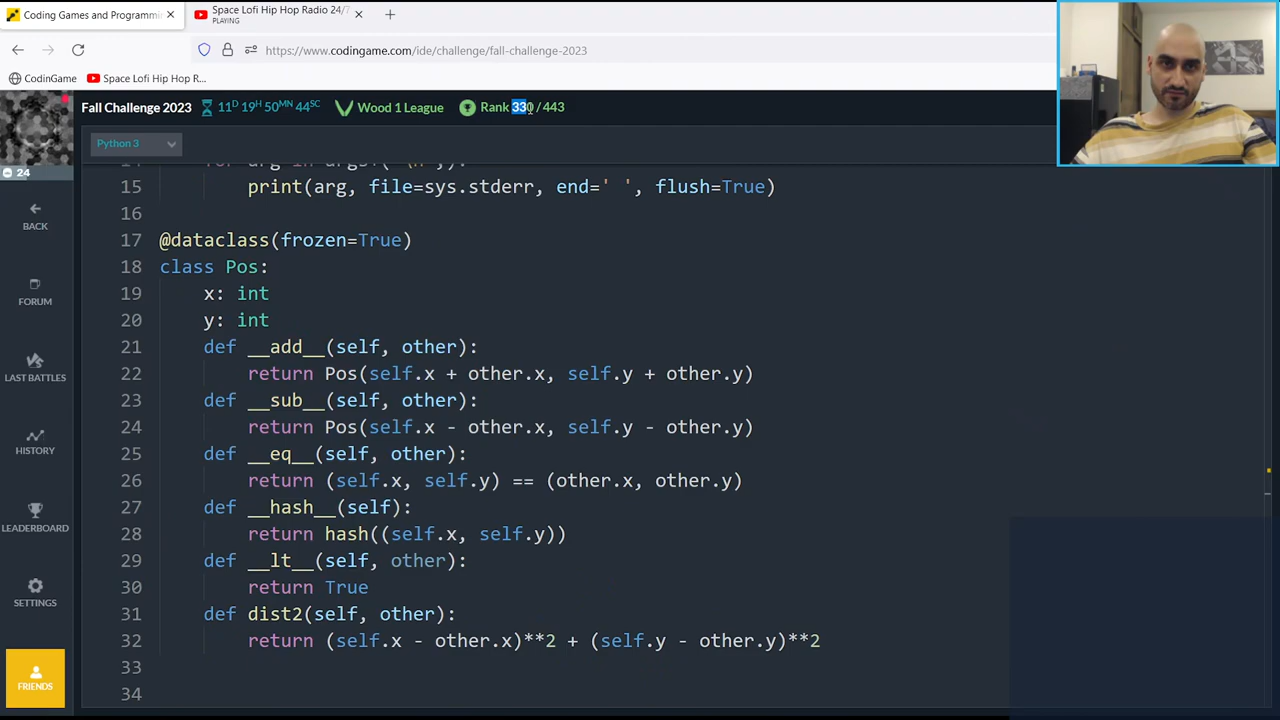 Coding Games and Programmi
Space Lofi Hip Hop Radio 24/7
PLAYING
https://www.codingame.com/ide/challenge/fall-challenge-2023
CodinGame
Space Lofi Hip Hop R...
Fall Challenge 2023
11D 19H 50MN 44SC
Wood 1 League
Rank 330 / 443
Python 3
24
BACK
FORUM
LAST BATTLES
HISTORY
LEADERBOARD
SETTINGS
FRIENDS
15 print(arg, file=sys.stderr, end=' ', flush=True)
16
17 @dataclass(frozen=True)
18 class Pos:
19 x: int
20 y: int
21 def __add__(self, other):
22 return Pos(self.x + other.x, self.y + other.y)
23 def __sub__(self, other):
24 return Pos(self.x - other.x, self.y - other.y)
25 def __eq__(self, other):
26 return (self.x, self.y) == (other.x, other.y)
27 def __hash__(self):
28 return hash((self.x, self.y))
29 def __lt__(self, other):
30 return True
31 def dist2(self, other):
32 return (self.x - other.x)**2 + (self.y - other.y)**2
33
34